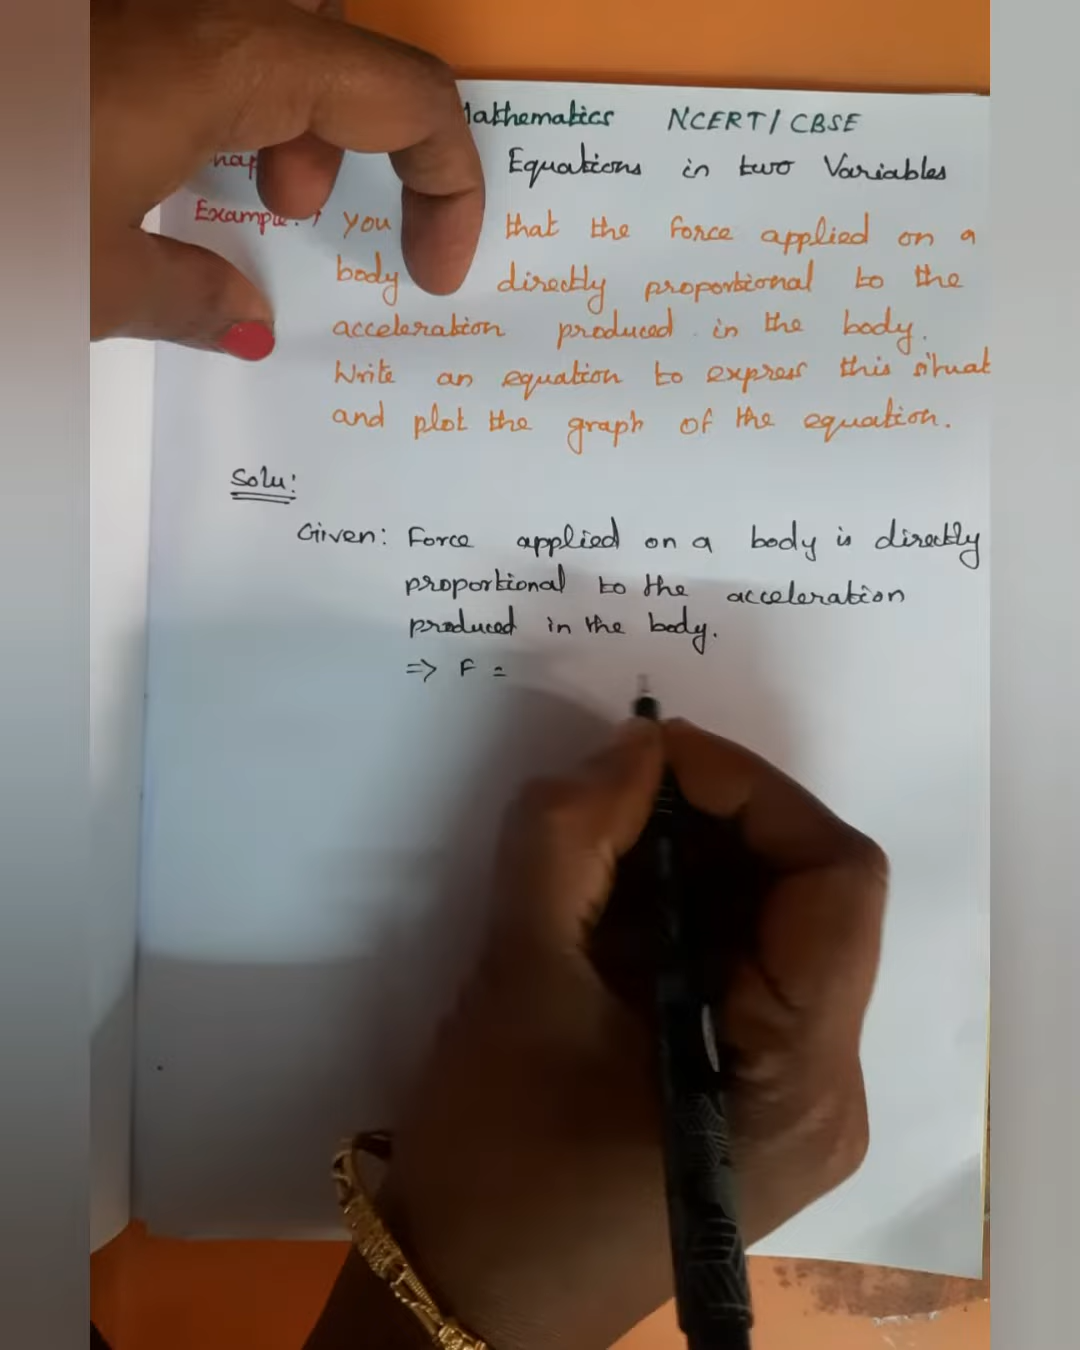 Mathematics NCERT/CBSE
Equations in two Variables
Example: 7 you that the force applied on a
body directly proportional to the
acceleration produced in the body.
Write an equation to express this situat
and plot the graph of the equation.
Solu:
Given: Force applied on a body is directly
proportional to the acceleration
produced in the body.
=> F =